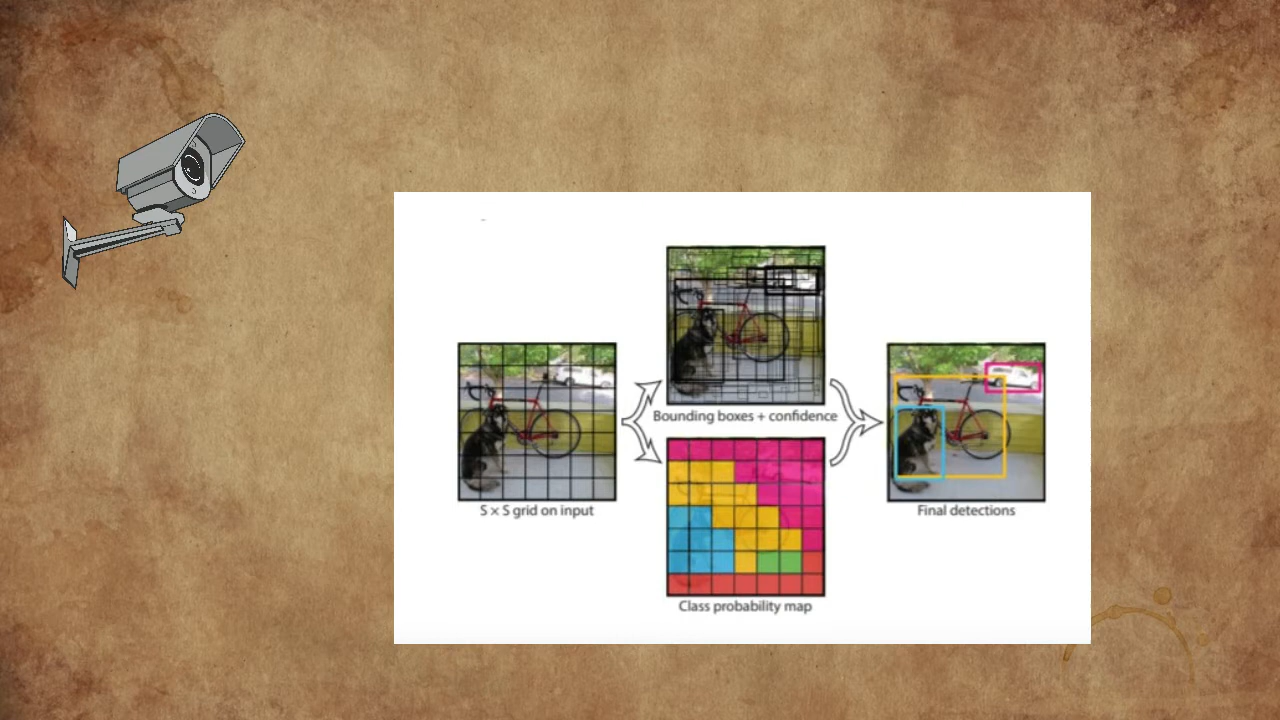 Bounding boxes + confidence
S × S grid on input
Final detections
Class probability map